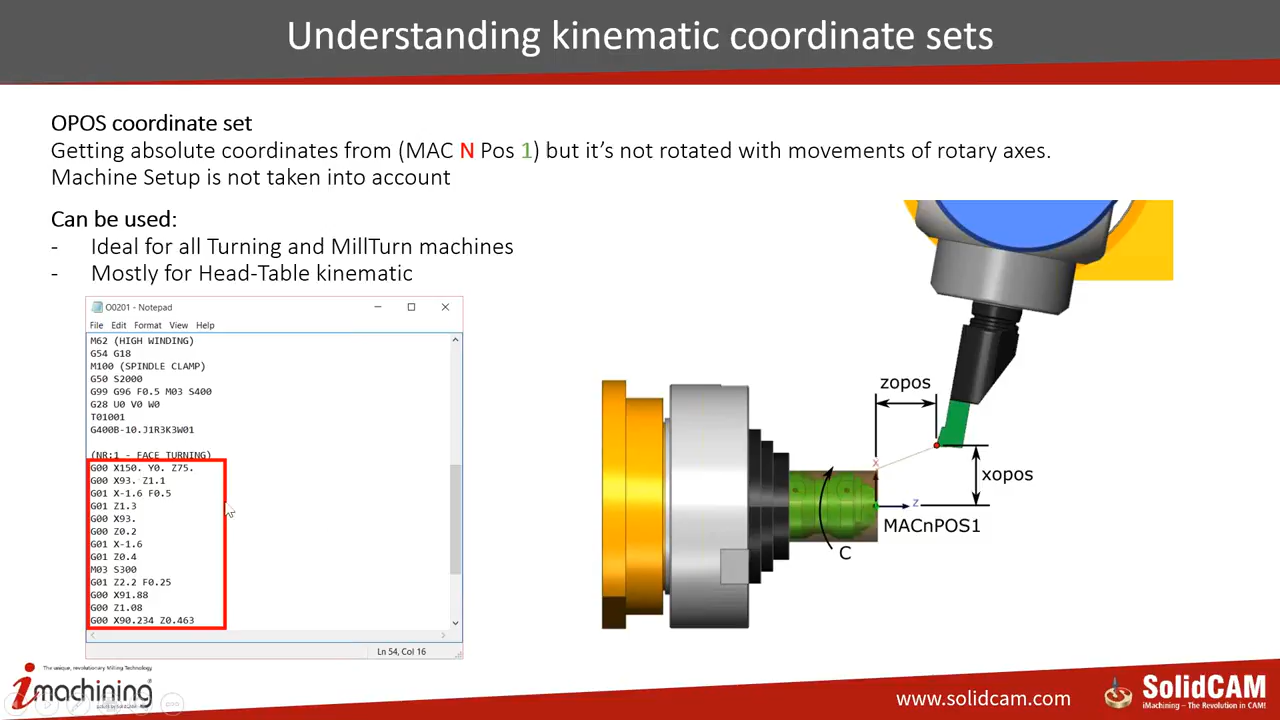 Understanding kinematic coordinate sets
OPOS coordinate set
Getting absolute coordinates from (MAC N Pos 1) but it's not rotated with movements of rotary axes.
Machine Setup is not taken into account
Can be used:
- Ideal for all Turning and MillTurn machines
- Mostly for Head-Table kinematic
O0201 - Notepad
File Edit Format View Help
M62 (HIGH WINDING)
G54 G18
M100 (SPINDLE CLAMP)
G50 S2000
G99 G96 F0.5 M03 S400
G28 U0 V0 W0
T01001
G400B-10.J1R3K3W01
(NR:1 - FACE TURNING)
G00 X150. Y0. Z75.
G00 X93. Z1.1
G01 X-1.6 F0.5
G01 Z1.3
G00 X93.
G00 Z0.2
G01 X-1.6
G01 Z0.4
M03 S300
G01 Z2.2 F0.25
G00 X91.88
G00 Z1.08
G00 X90.234 Z0.463
Ln 54, Col 16
zopos
xopos
x
z
MACnPOS1
C
The unique, revolutionary Milling Technology
imachining
www.solidcam.com
SolidCAM
iMachining – The Revolution in CAM!